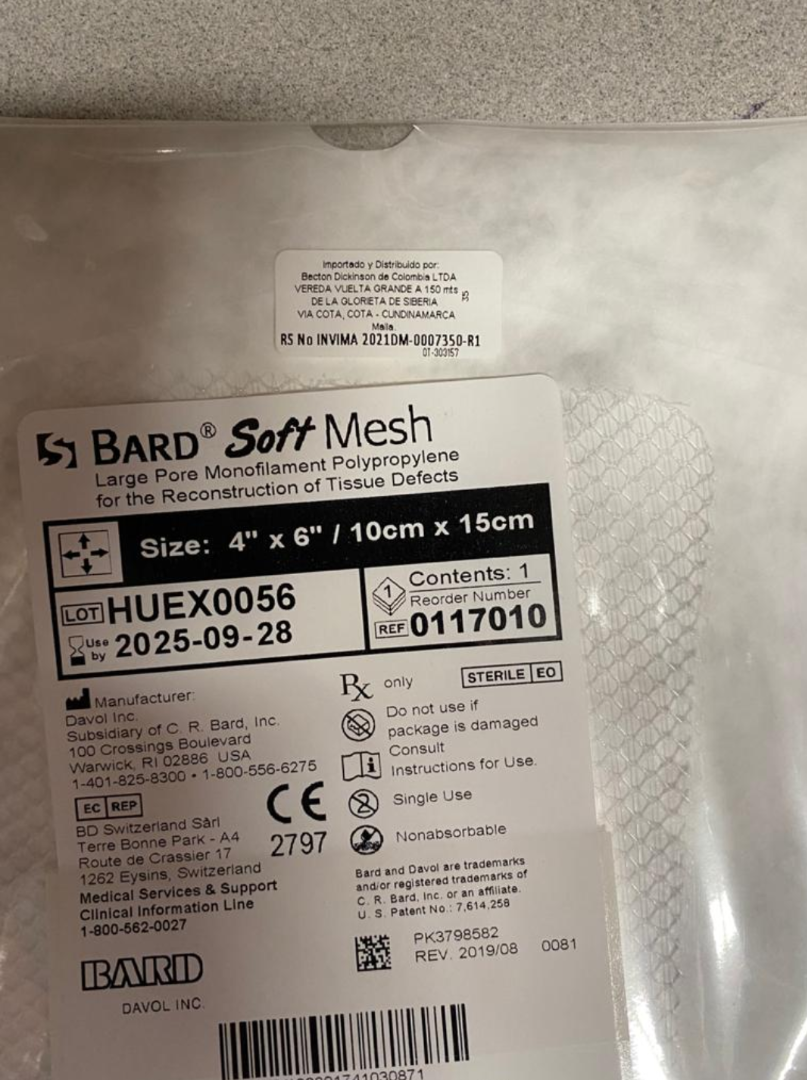 Importado y Distribuido por:
Becton Dickinson de Colombia LTDA
VEREDA VUELTA GRANDE A 150 mts
DE LA GLORIETA DE SIBERIA
VIA COTA, COTA - CUNDINAMARCA
Malla.
RS No INVIMA 2021DM-0007350-R1
OT-303157
BARD® Soft Mesh
Large Pore Monofilament Polypropylene
for the Reconstruction of Tissue Defects
Size: 4" x 6" / 10cm x 15cm
LOT HUEX0056
Use by 2025-09-28
1 Contents: 1
Reorder Number
REF 0117010
Manufacturer:
Davol Inc.
Subsidiary of C. R. Bard, Inc.
100 Crossings Boulevard
Warwick, RI 02886 USA
1-401-825-8300 • 1-800-556-6275
EC REP
BD Switzerland Sàrl
Terre Bonne Park - A4
Route de Crassier 17
1262 Eysins, Switzerland
Medical Services & Support
Clinical Information Line
1-800-562-0027
CE
2797
Rx only
STERILE EO
Do not use if
package is damaged
Consult
Instructions for Use.
2 Single Use
Nonabsorbable
Bard and Davol are trademarks
and/or registered trademarks of
C. R. Bard, Inc. or an affiliate.
U. S. Patent No.: 7,614,258
PK3798582
REV. 2019/08 0081
BARD
DAVOL INC.